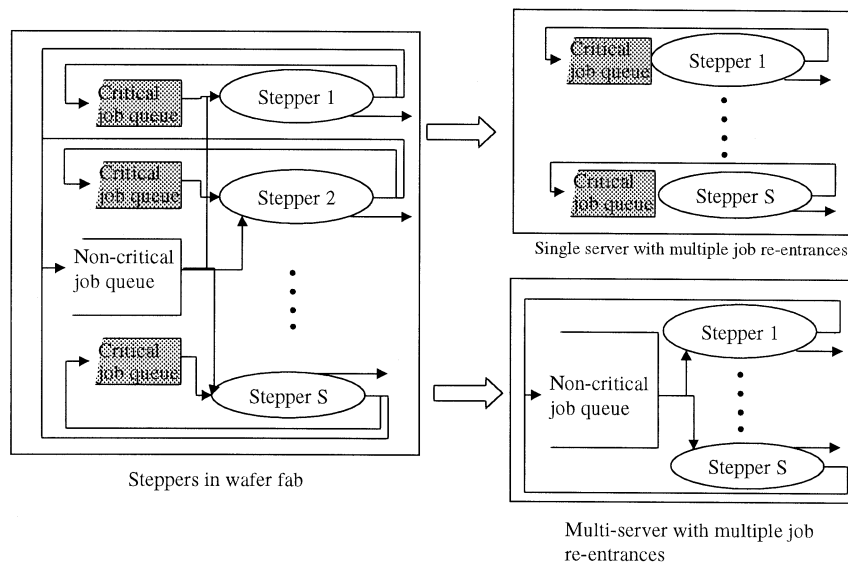 Critical
job queue
Stepper 1
Critical
job queue
Stepper 2
Non-critical
job queue
Critical
job queue
Stepper S
Steppers in wafer fab
Critical
job queue
Stepper 1
Critical
job queue
Stepper S
Single server with multiple job re-entrances
Stepper 1
Non-critical
job queue
Stepper S
Multi-server with multiple job
re-entrances